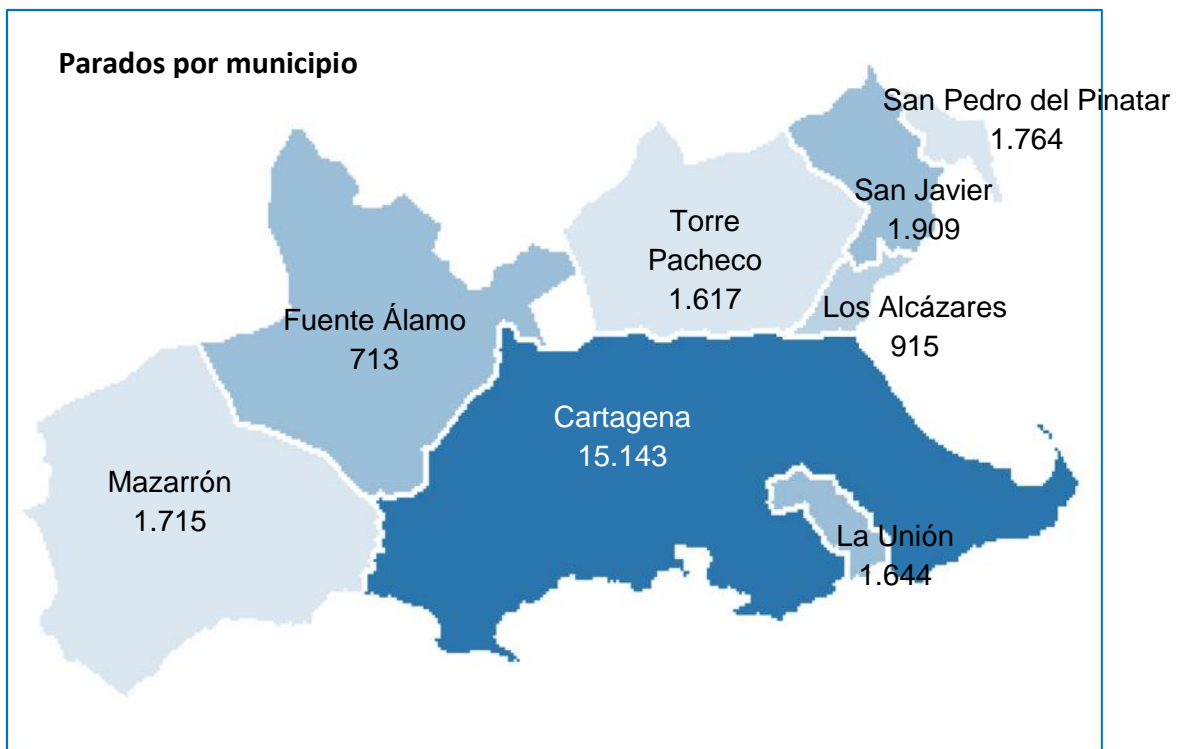 Parados por municipio
San Pedro del Pinatar
1.764
San Javier
1.909
Torre
Pacheco
1.617
Los Alcázares
915
Fuente Álamo
713
Cartagena
15.143
Mazarrón
1.715
La Unión
1.644